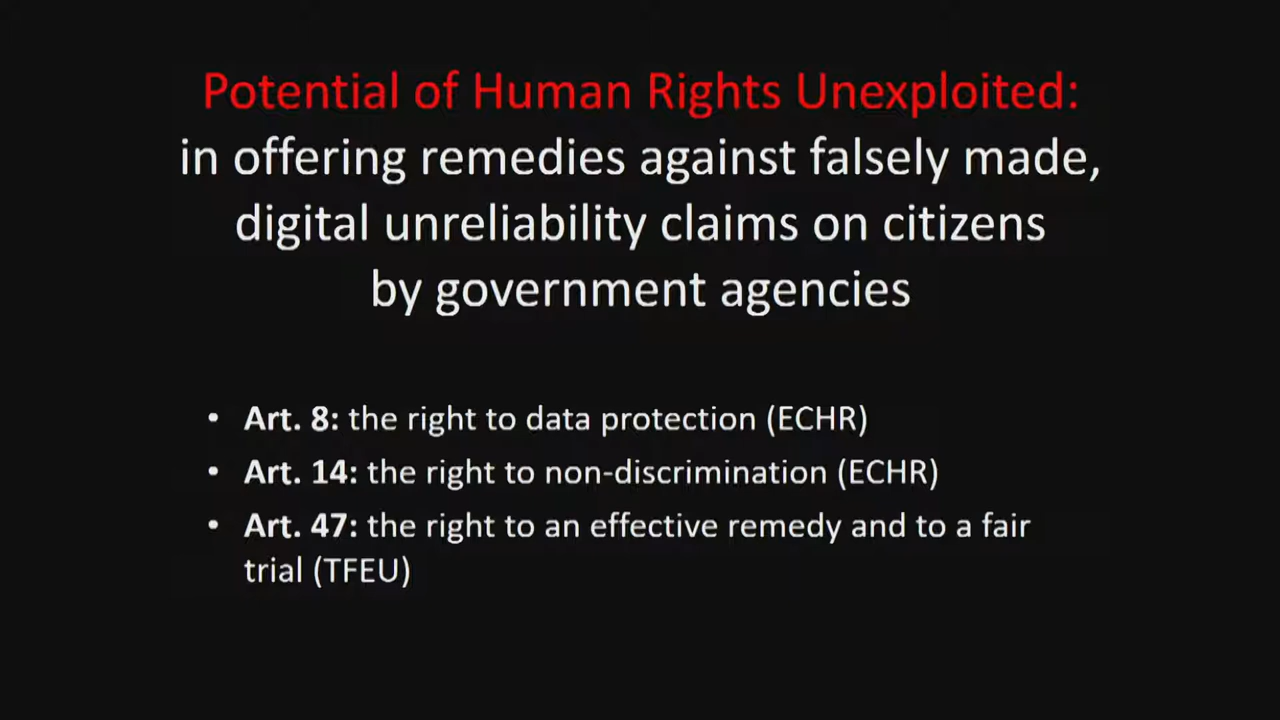 Potential of Human Rights Unexploited:
in offering remedies against falsely made,
digital unreliability claims on citizens
by government agencies
• Art. 8: the right to data protection (ECHR)
• Art. 14: the right to non-discrimination (ECHR)
• Art. 47: the right to an effective remedy and to a fair
trial (TFEU)